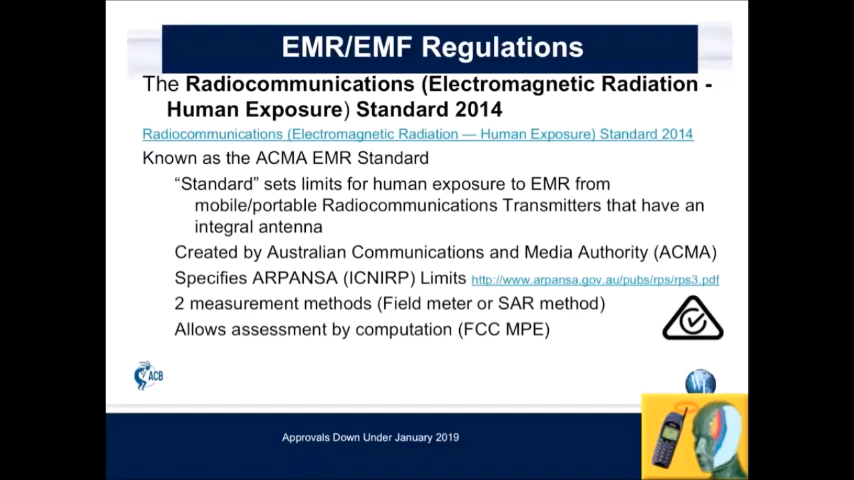 EMR/EMF Regulations
The Radiocommunications (Electromagnetic Radiation -
Human Exposure) Standard 2014
Radiocommunications (Electromagnetic Radiation — Human Exposure) Standard 2014
Known as the ACMA EMR Standard
“Standard” sets limits for human exposure to EMR from
mobile/portable Radiocommunications Transmitters that have an
integral antenna
Created by Australian Communications and Media Authority (ACMA)
Specifies ARPANSA (ICNIRP) Limits http://www.arpansa.gov.au/pubs/rps/rps3.pdf
2 measurement methods (Field meter or SAR method)
Allows assessment by computation (FCC MPE)
ACB
Approvals Down Under January 2019